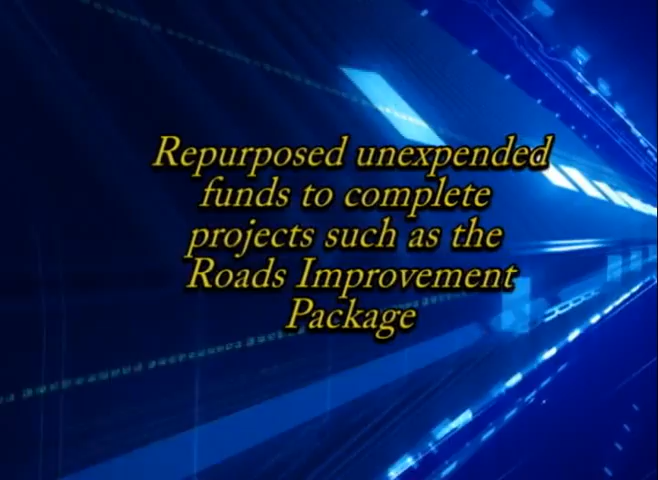 Repurposed unexpended
funds to complete
projects such as the
Roads Improvement
Package